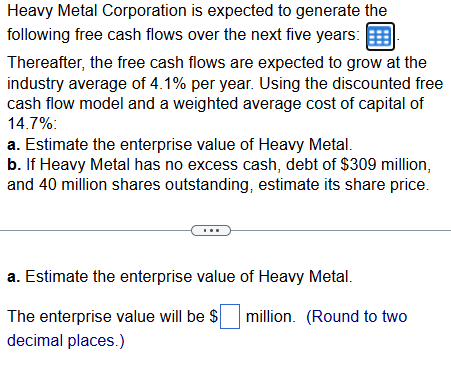 Heavy Metal Corporation is expected to generate the
following free cash flows over the next five years: .
Thereafter, the free cash flows are expected to grow at the
industry average of 4.1% per year. Using the discounted free
cash flow model and a weighted average cost of capital of
14.7%:
a. Estimate the enterprise value of Heavy Metal.
b. If Heavy Metal has no excess cash, debt of $309 million,
and 40 million shares outstanding, estimate its share price.
a. Estimate the enterprise value of Heavy Metal.
The enterprise value will be $ million. (Round to two
decimal places.)